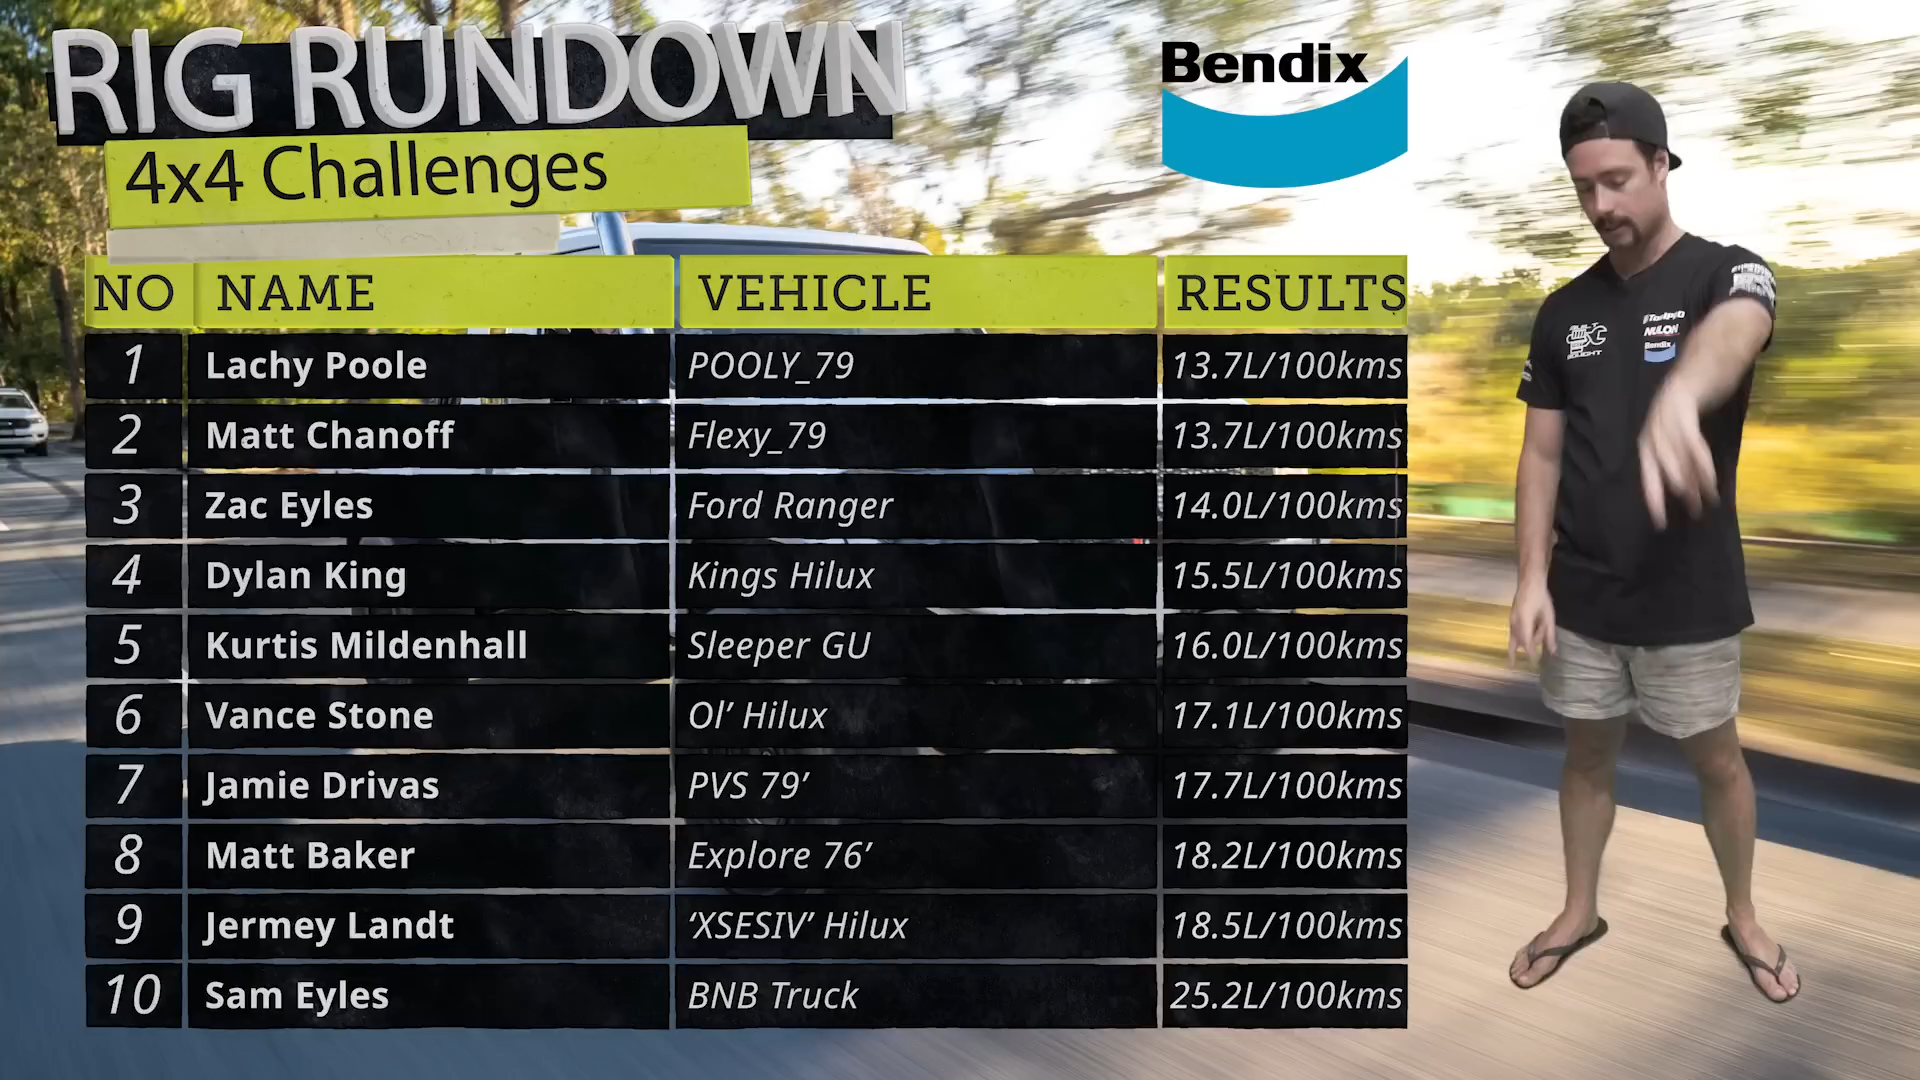 RIG RUNDOWN
4x4 Challenges
Bendix
NO NAME VEHICLE RESULTS
1 Lachy Poole POOLY_79 13.7L/100kms
2 Matt Chanoff Flexy_79 13.7L/100kms
3 Zac Eyles Ford Ranger 14.0L/100kms
4 Dylan King Kings Hilux 15.5L/100kms
5 Kurtis Mildenhall Sleeper GU 16.0L/100kms
6 Vance Stone Ol’ Hilux 17.1L/100kms
7 Jamie Drivas PVS 79’ 17.7L/100kms
8 Matt Baker Explore 76’ 18.2L/100kms
9 Jermey Landt ‘XSESIV’ Hilux 18.5L/100kms
10 Sam Eyles BNB Truck 25.2L/100kms
NULON
Bendix